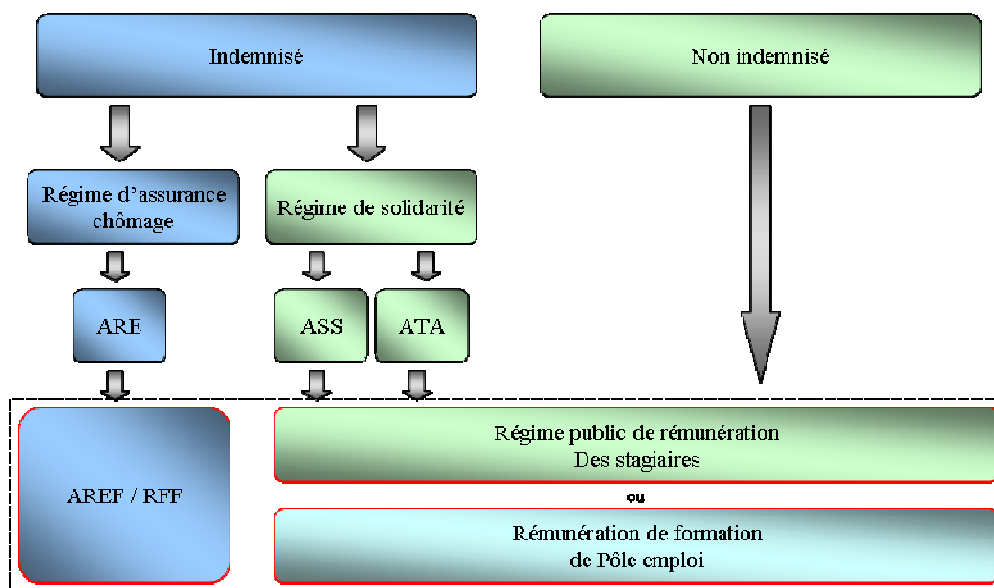 Indemnisé
Non indemnisé
Régime d'assurance
chômage
Régime de solidarité
ARE
ASS
ATA
AREF / RFF
Régime public de rémunération
Des stagiaires
ou
Rémunération de formation
de Pôle emploi